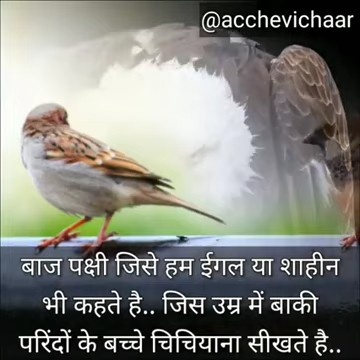 @acchevichaar
बाज पक्षी जिसे हम ईगल या शाहीन
भी कहते है.. जिस उम्र में बाकी
परिंदों के बच्चे चिचियाना सीखते है..